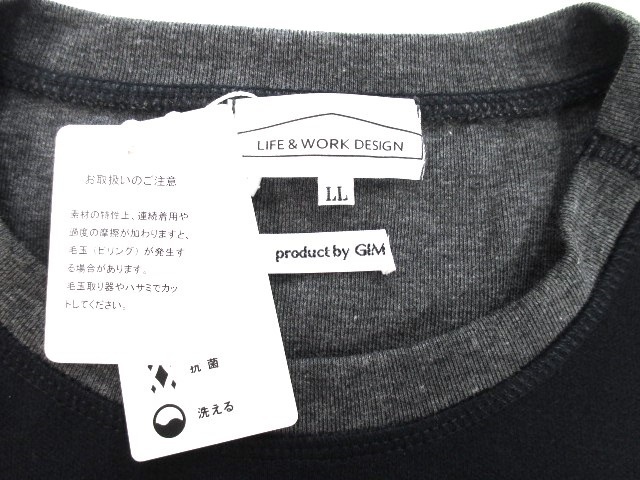 LIFE & WORK DESIGN
LL
product by GIM
お取扱いのご注意
素材の特性上、連続着用や
過度の摩擦が加わりますと、
毛玉（ピリング）が発生す
る場合があります。
毛玉取り器やハサミでカッ
トしてください。
抗菌
洗える